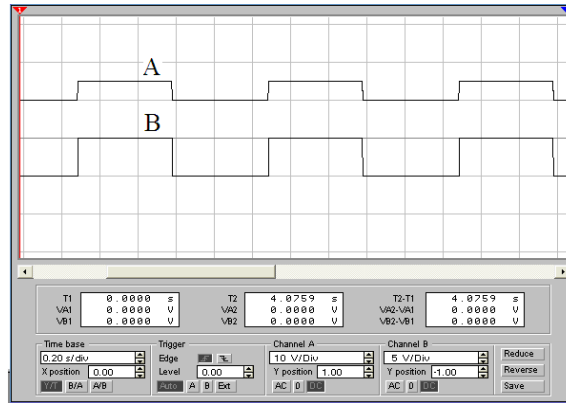 1
A
B
T1 0.0000 s T2 4.0759 s T2-T1 4.0759 s
VA1 0.0000 V VA2 0.0000 V VA2-VA1 0.0000 V
VB1 0.0000 V VB2 0.0000 V VB2-VB1 0.0000 V
Time base Trigger Channel A Channel B
0.20 s/div Edge 10 V/Div 5 V/Div Reduce
X position 0.00 Level 0.00 Y position 1.00 Y position -1.00 Reverse
Y/T B/A A/B Auto A B Ext AC 0 DC AC 0 DC Save